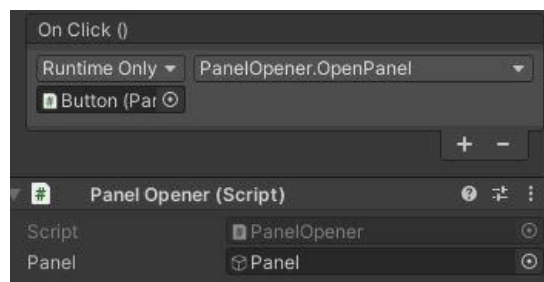 On Click ()
Runtime Only PanelOpener.OpenPanel
Button (Par
+ -
# Panel Opener (Script)
Script PanelOpener
Panel Panel